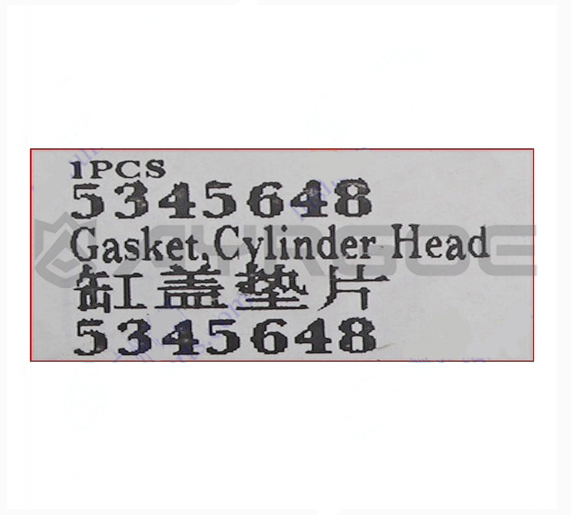 1PCS
5345648
Gasket,Cylinder Head
缸盖垫片
5345648